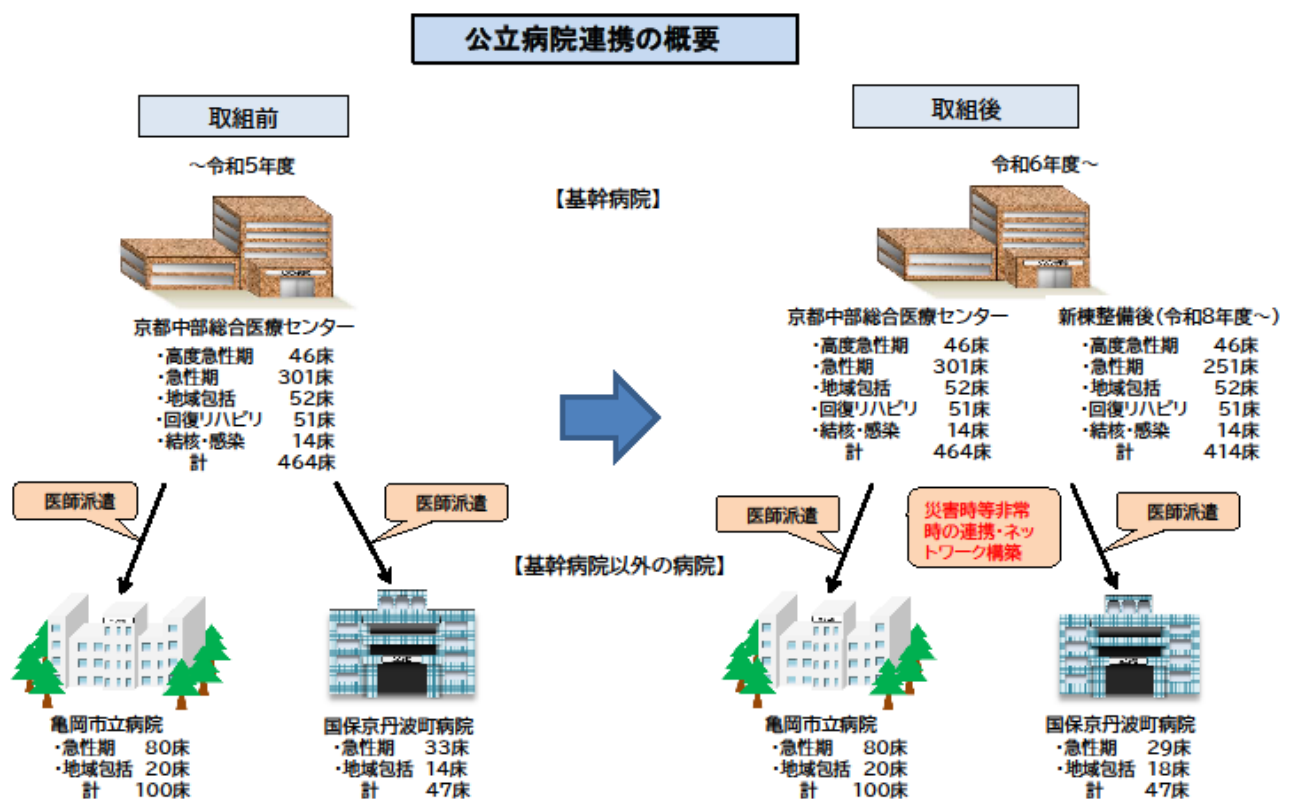 公立病院連携の概要
取組前
～令和5年度
取組後
令和6年度～
【基幹病院】
京都中部総合医療センター
・高度急性期 46床
・急性期 301床
・地域包括 52床
・回復リハビリ 51床
・結核・感染 14床
計 464床
京都中部総合医療センター
・高度急性期 46床
・急性期 301床
・地域包括 52床
・回復リハビリ 51床
・結核・感染 14床
計 464床
新棟整備後(令和8年度～)
・高度急性期 46床
・急性期 251床
・地域包括 52床
・回復リハビリ 51床
・結核・感染 14床
計 414床
医師派遣
医師派遣
医師派遣
災害時等非常
時の連携・ネッ
トワーク構築
医師派遣
【基幹病院以外の病院】
亀岡市立病院
・急性期 80床
・地域包括 20床
計 100床
国保京丹波町病院
・急性期 33床
・地域包括 14床
計 47床
亀岡市立病院
・急性期 80床
・地域包括 20床
計 100床
国保京丹波町病院
・急性期 29床
・地域包括 18床
計 47床